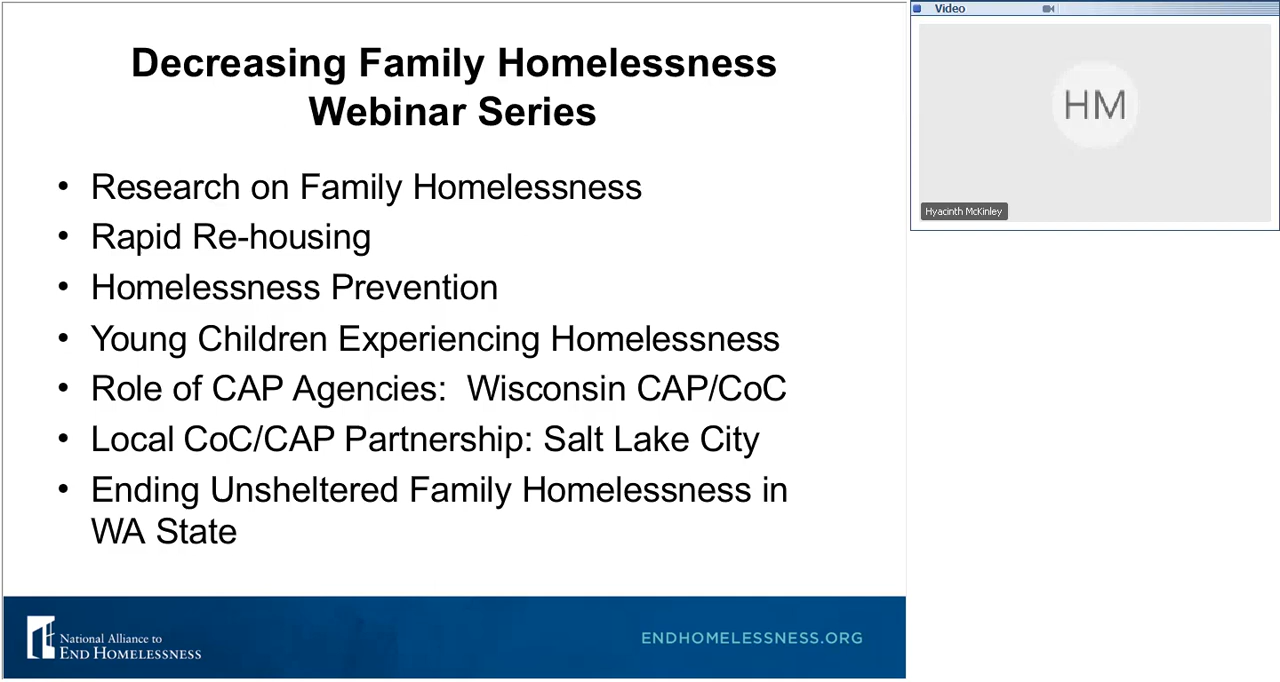 Decreasing Family Homelessness
Webinar Series
• Research on Family Homelessness
• Rapid Re-housing
• Homelessness Prevention
• Young Children Experiencing Homelessness
• Role of CAP Agencies:  Wisconsin CAP/CoC
• Local CoC/CAP Partnership: Salt Lake City
• Ending Unsheltered Family Homelessness in
WA State
National Alliance to
END HOMELESSNESS
ENDHOMELESSNESS.ORG
Video
HM
Hyacinth McKinley